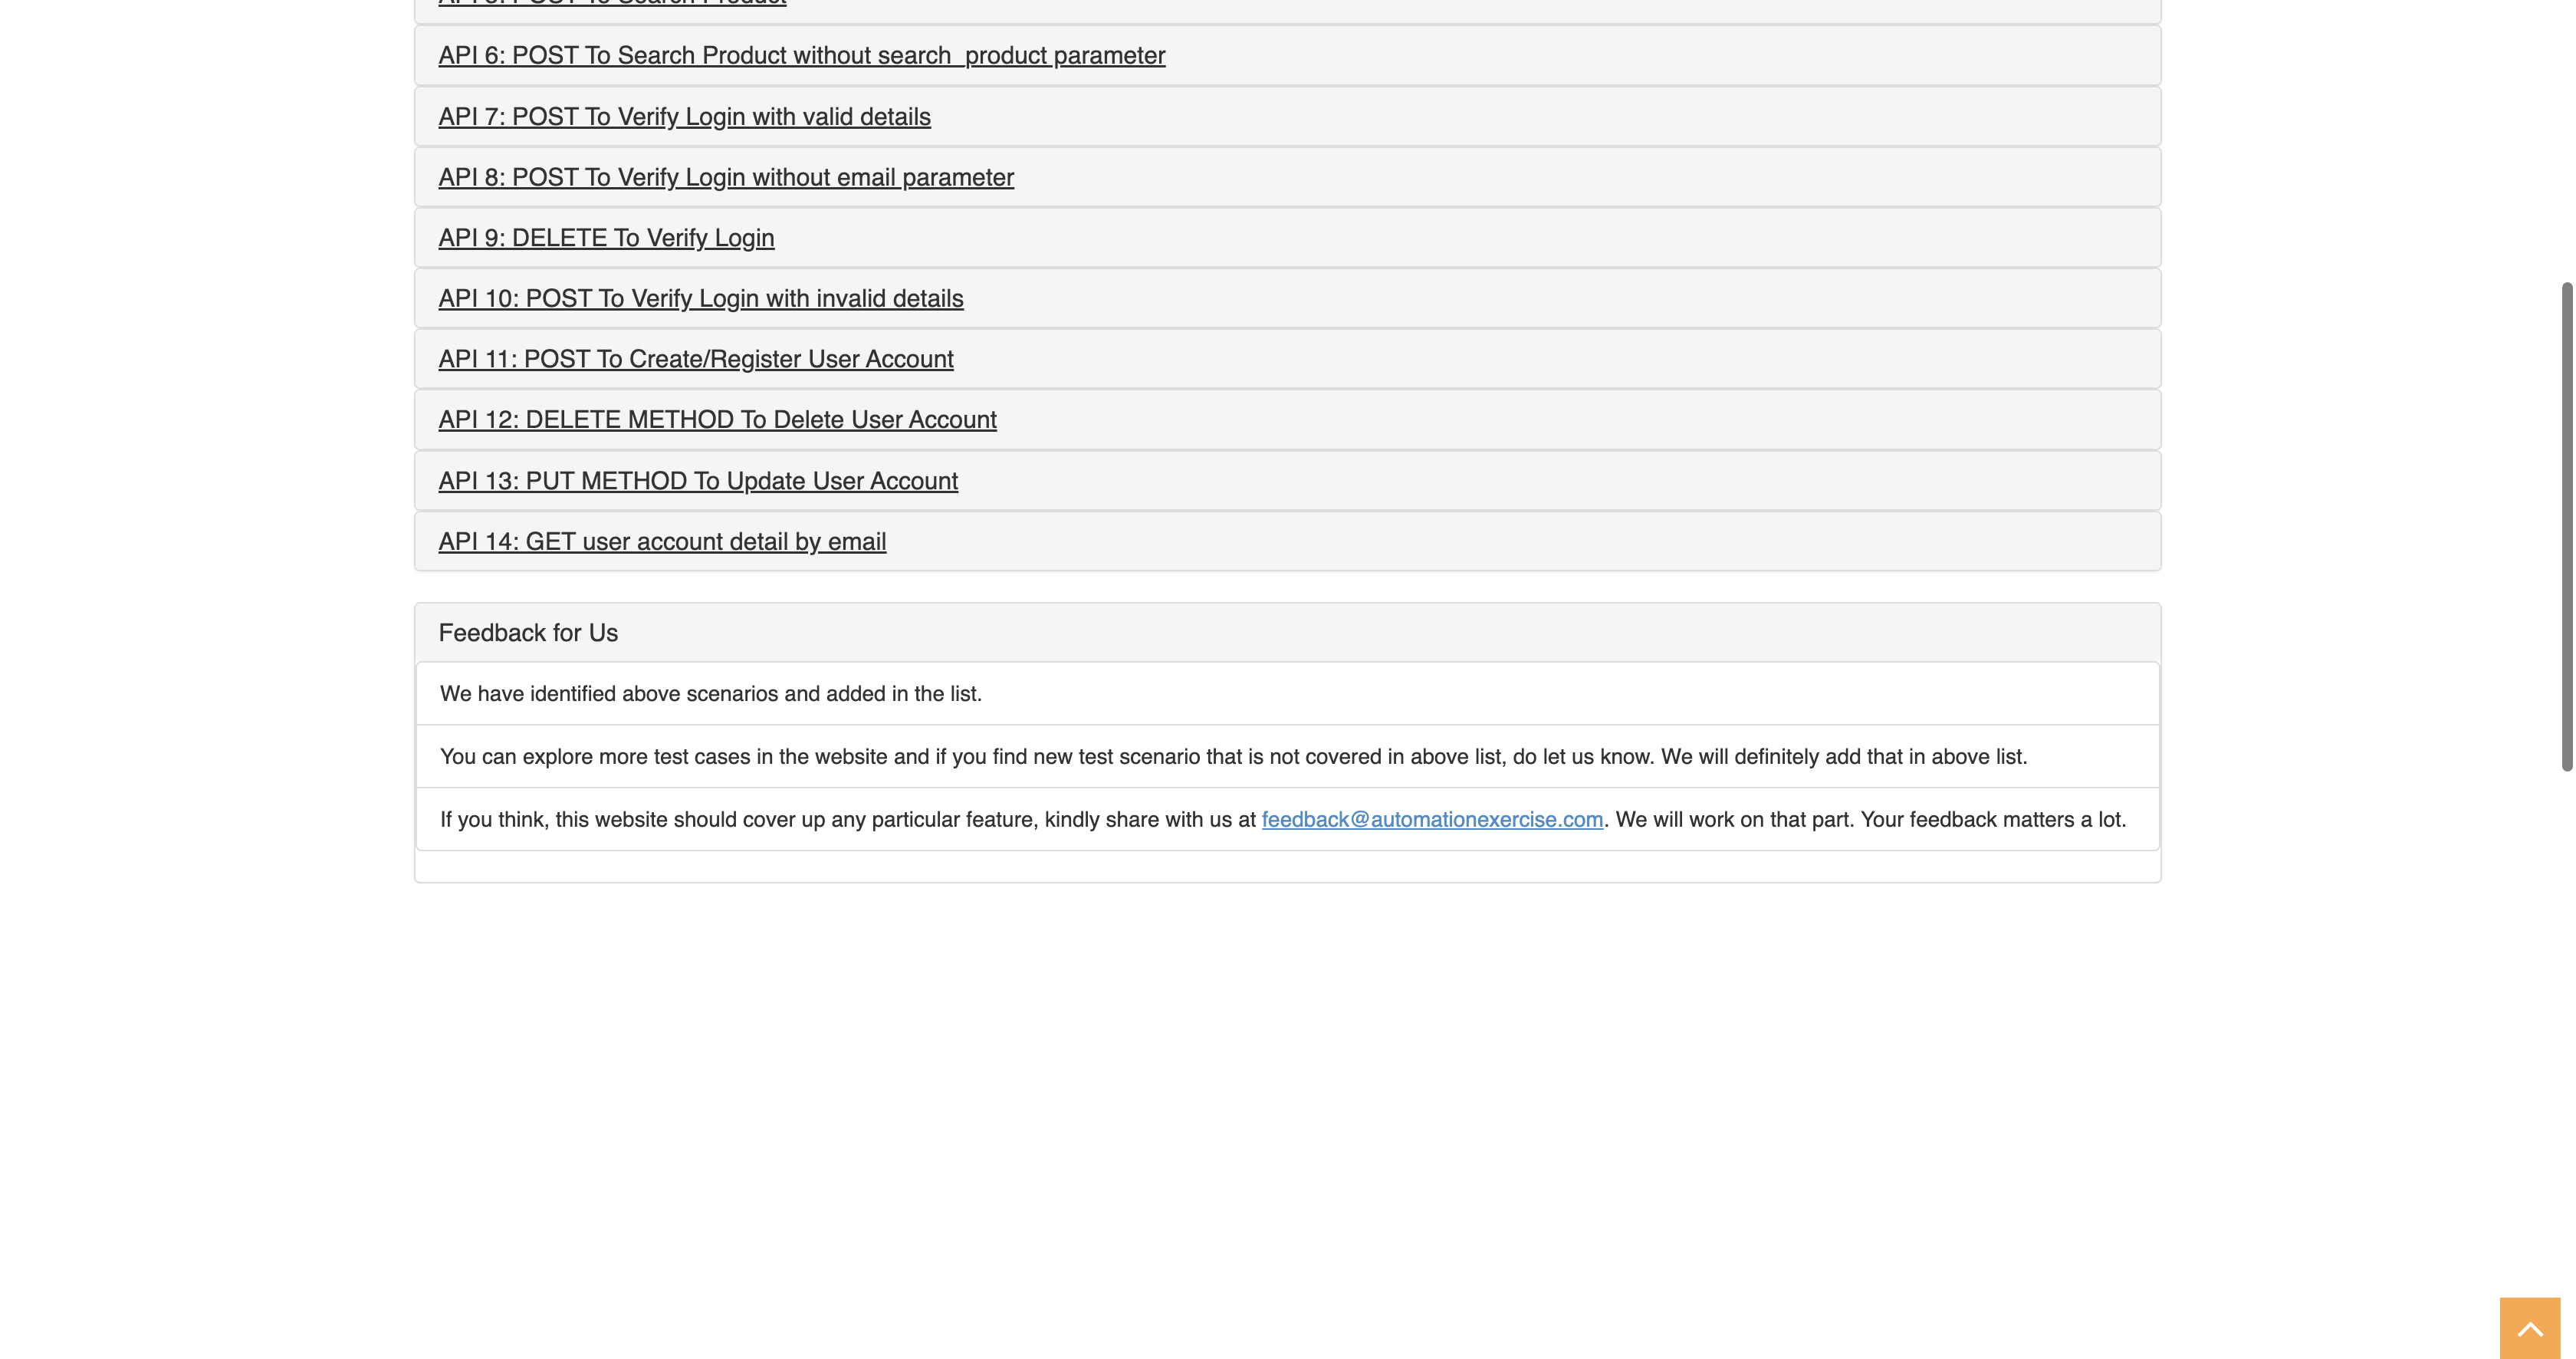 API 5: POST To Search Product
API 6: POST To Search Product without search_product parameter
API 7: POST To Verify Login with valid details
API 8: POST To Verify Login without email parameter
API 9: DELETE To Verify Login
API 10: POST To Verify Login with invalid details
API 11: POST To Create/Register User Account
API 12: DELETE METHOD To Delete User Account
API 13: PUT METHOD To Update User Account
API 14: GET user account detail by email
Feedback for Us
We have identified above scenarios and added in the list.
You can explore more test cases in the website and if you find new test scenario that is not covered in above list, do let us know. We will definitely add that in above list.
If you think, this website should cover up any particular feature, kindly share with us at feedback@automationexercise.com. We will work on that part. Your feedback matters a lot.